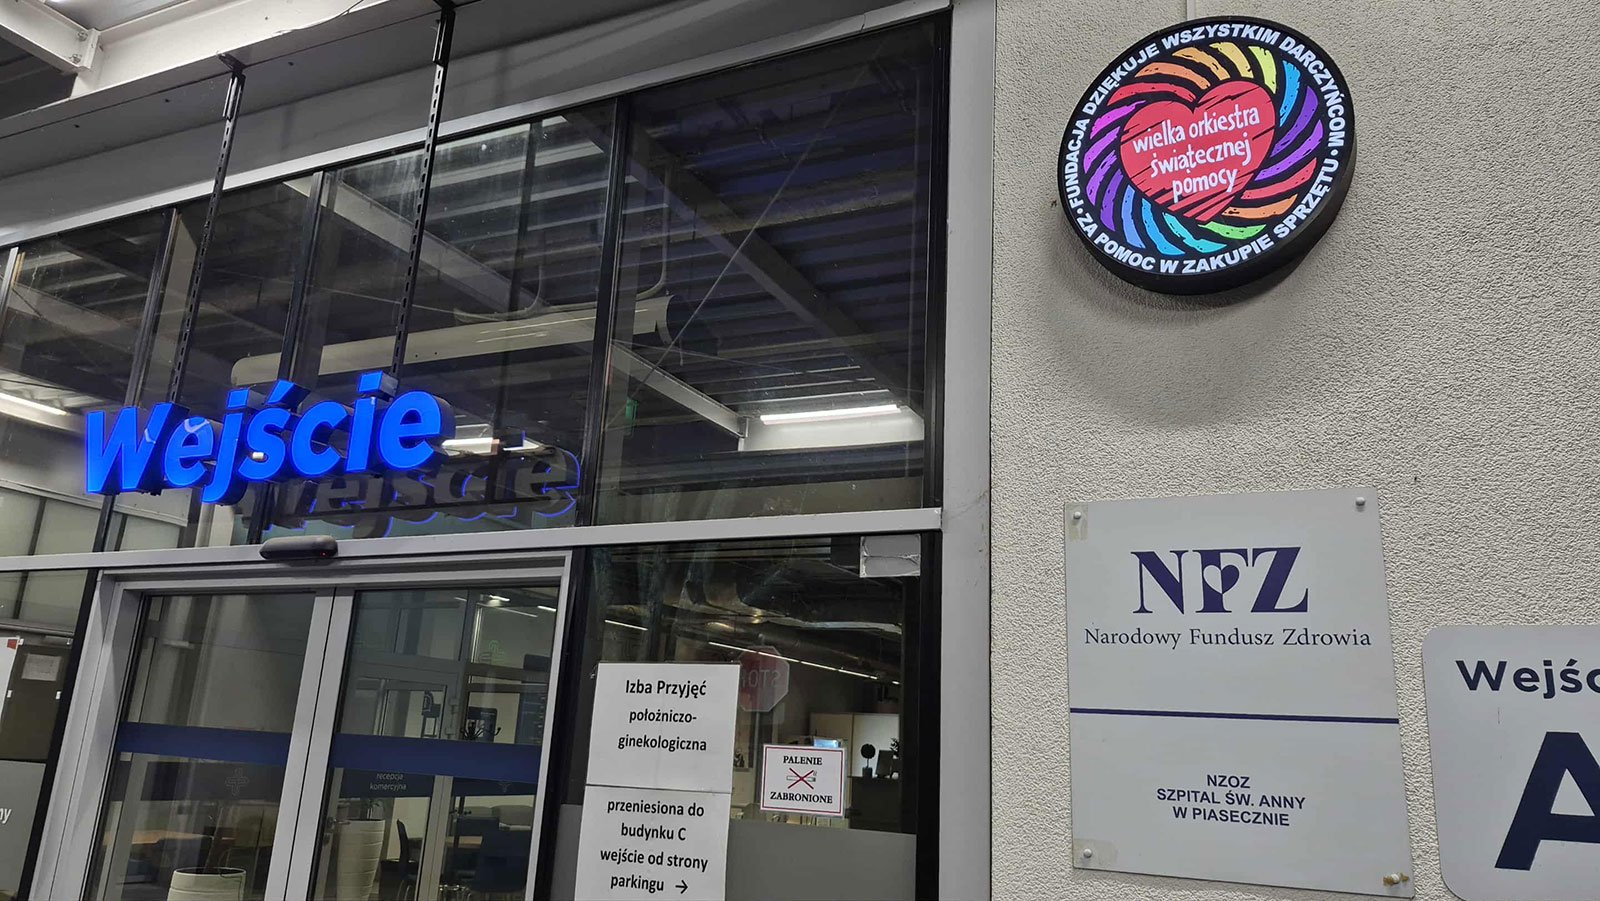 Wejście
FUNDACJA DZIĘKUJE WSZYSTKIM DARCZYŃCOM
ZA POMOC W ZAKUPIE SPRZĘTU
wielka orkiestra
świątecznej
pomocy
NFZ
Narodowy Fundusz Zdrowia
NZOZ
SZPITAL ŚW. ANNY
W PIASECZNIE
A
Izba Przyjęć
położniczo-
ginekologiczna
przeniesiona do
budynku C
wejście od strony
parkingu →
PALENIE
ZABRONIONE
recepcja
komercyjna